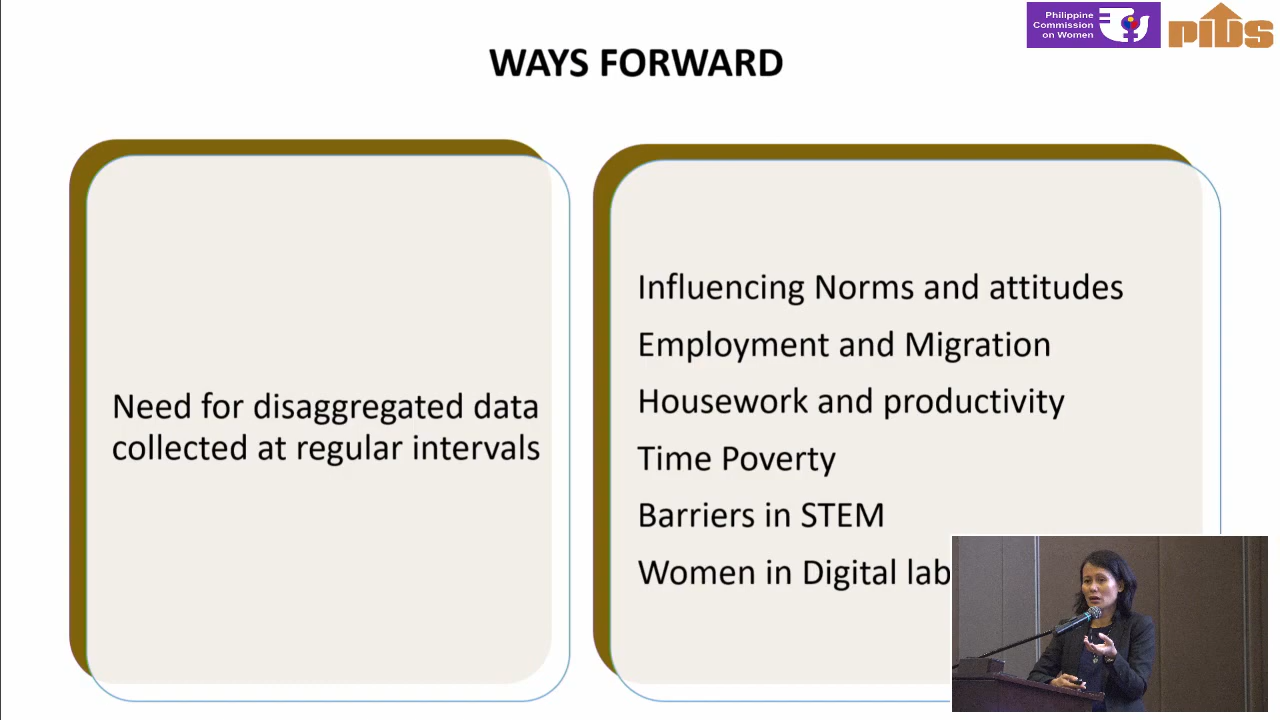 Philippine
Commission
on Women
PIDS
WAYS FORWARD
Need for disaggregated data
collected at regular intervals
Influencing Norms and attitudes
Employment and Migration
Housework and productivity
Time Poverty
Barriers in STEM
Women in Digital